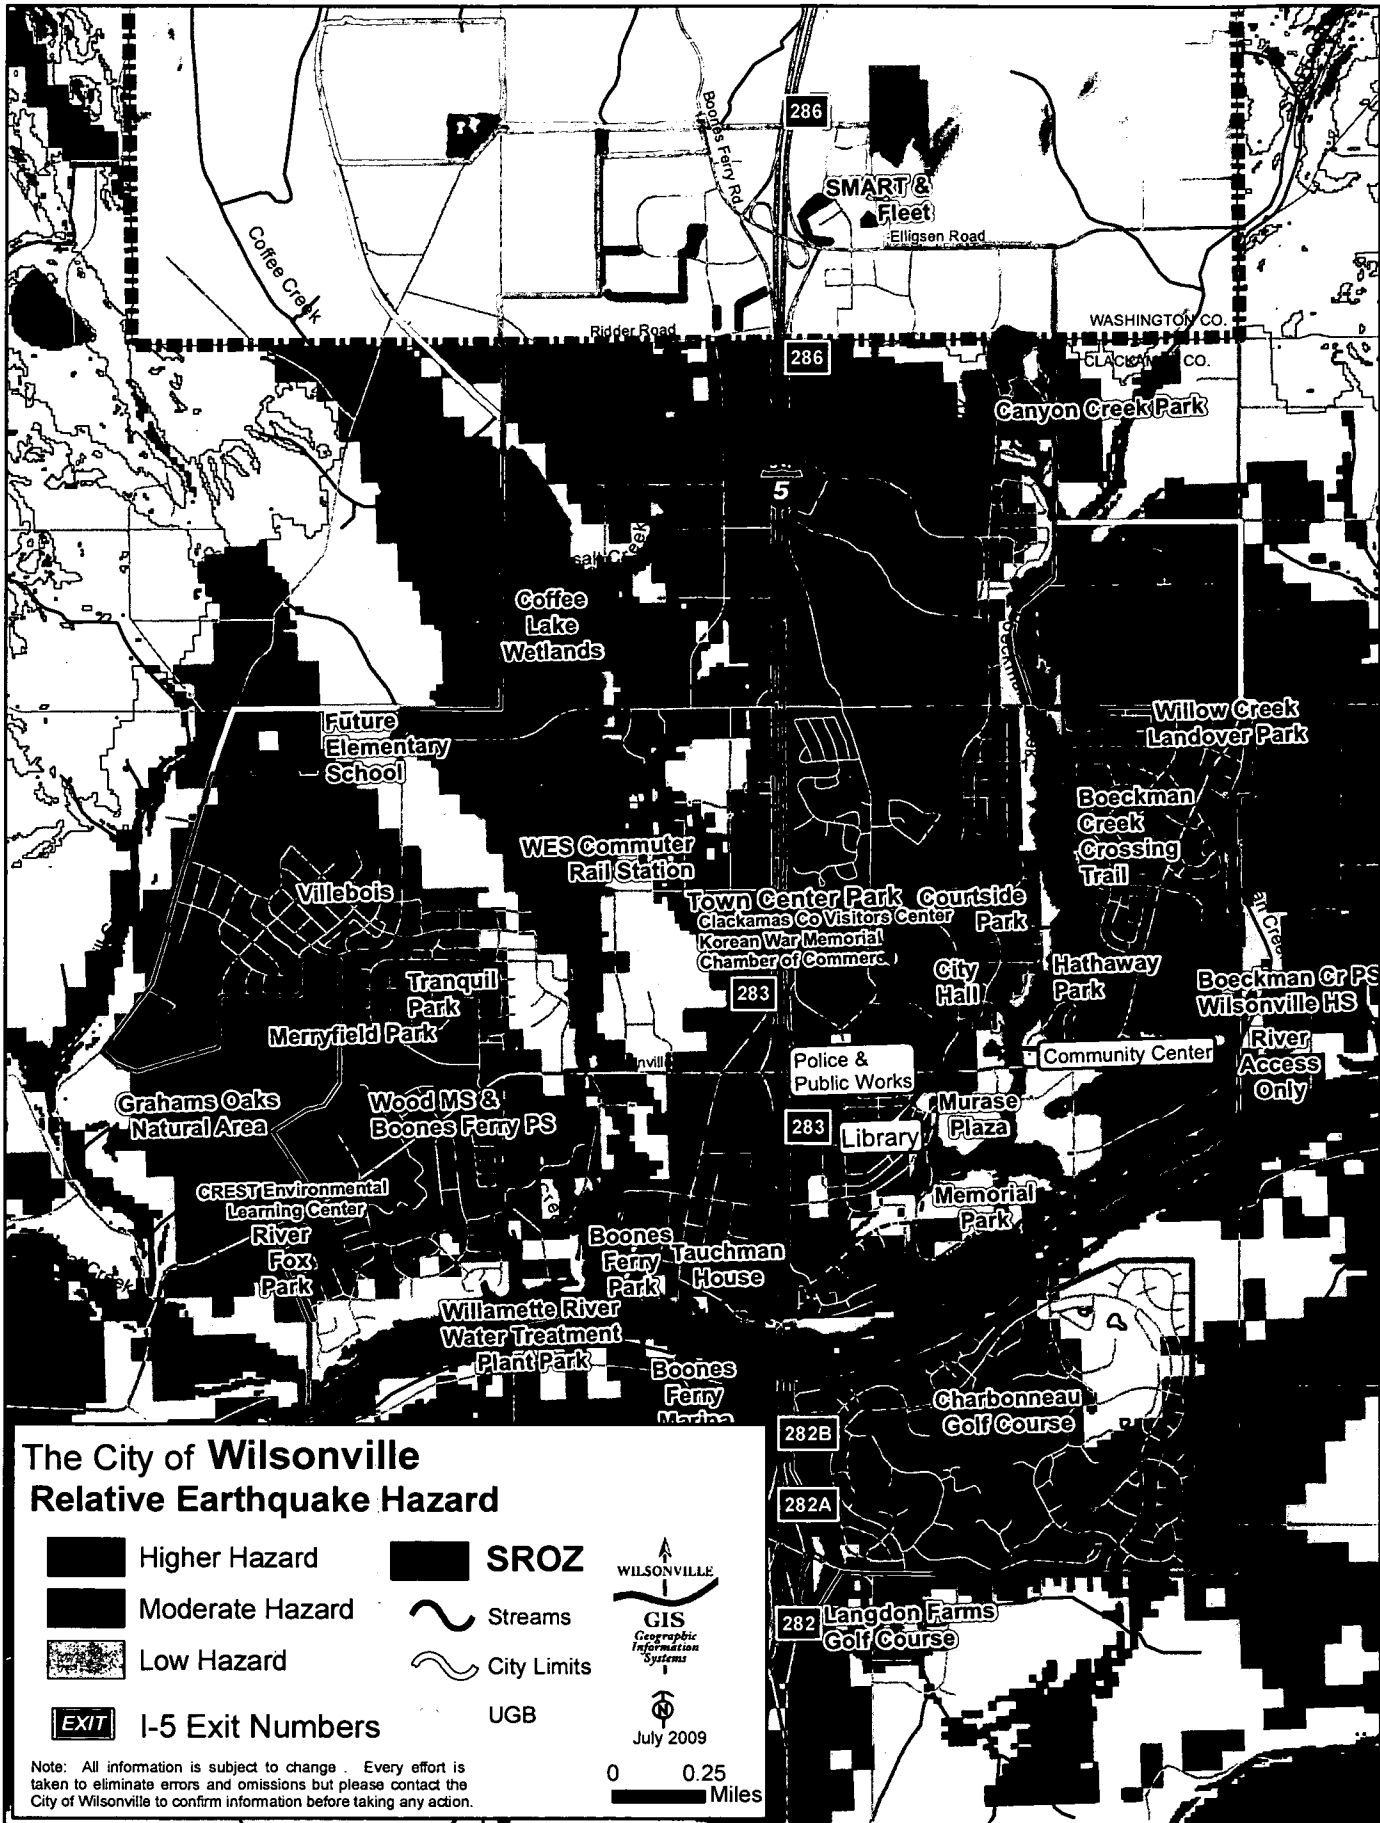 286
Boones Ferry Rd
SMART &
Fleet
Elligsen Road
Coffee Creek
Ridder Road
WASHINGTON CO.
286
CLACKAMAS CO.
Canyon Creek Park
5
Creek
Coffee
Lake
Wetlands
Future
Elementary
School
Willow Creek
Landover Park
Boeckman
Creek
Crossing
Trail
WES Commuter
Rail Station
Villebois
Town Center Park
Courtside
Park
Clackamas Co Visitors Center
Korean War Memorial
Chamber of Commerce
City
Hall
Hathaway
Park
Boeckman Cr PS
Wilsonville HS
Tranquil
Park
283
Merryfield Park
River
Access
Only
Police &
Public Works
Community Center
Grahams Oaks
Natural Area
Wood MS &
Boones Ferry PS
Murase
Plaza
283
Library
CREST Environmental
Learning Center
Memorial
Park
River
Fox
Park
Boones
Ferry
Park
Tauchman
House
Creek
Willamette River
Water Treatment
Plant Park
Boones
Ferry
Marina
Charbonneau
Golf Course
282B
282A
282
Langdon Farms
Golf Course
The City of Wilsonville
Relative Earthquake Hazard
Higher Hazard
SROZ
Moderate Hazard
Streams
Low Hazard
City Limits
EXIT I-5 Exit Numbers
UGB
WILSONVILLE
GIS
Geographic
Information
Systems
N
July 2009
0 0.25
Miles
Note: All information is subject to change . Every effort is
taken to eliminate errors and omissions but please contact the
City of Wilsonville to confirm information before taking any action.